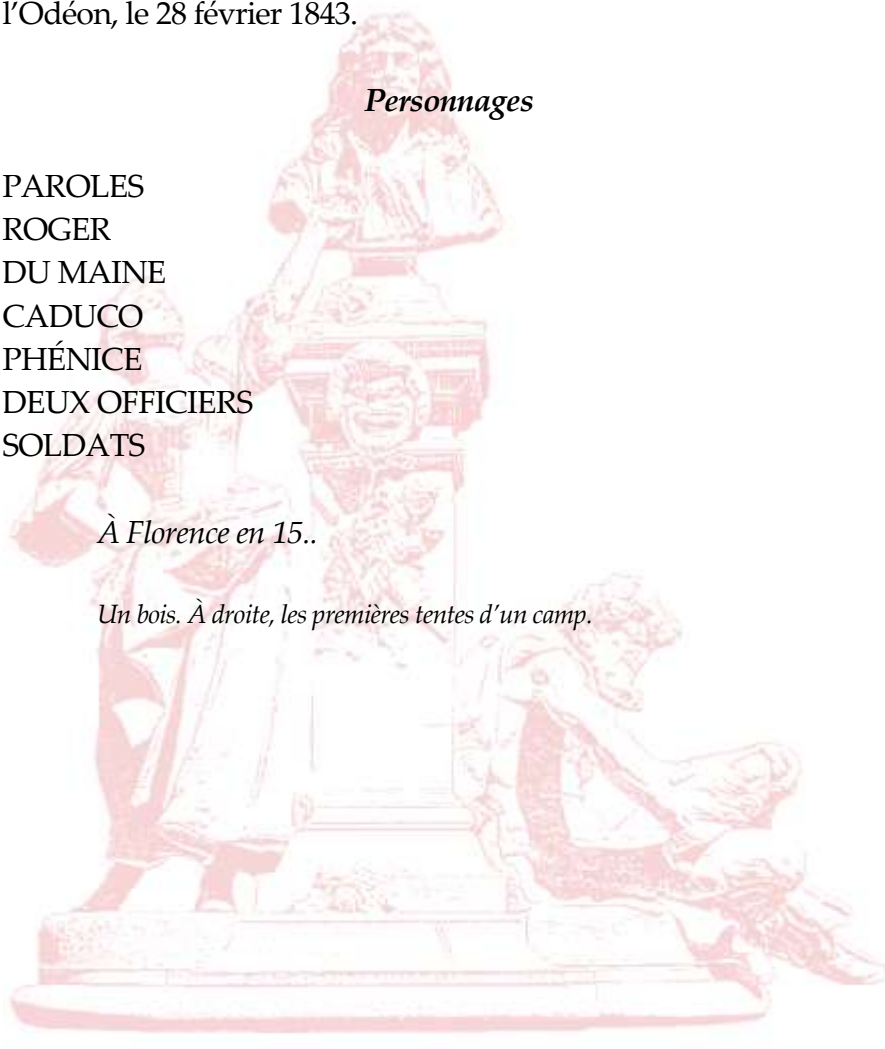 l’Odéon, le 28 février 1843.
Personnages
PAROLES
ROGER
DU MAINE
CADUCO
PHÉNICE
DEUX OFFICIERS
SOLDATS
À Florence en 15..
Un bois. À droite, les premières tentes d’un camp.